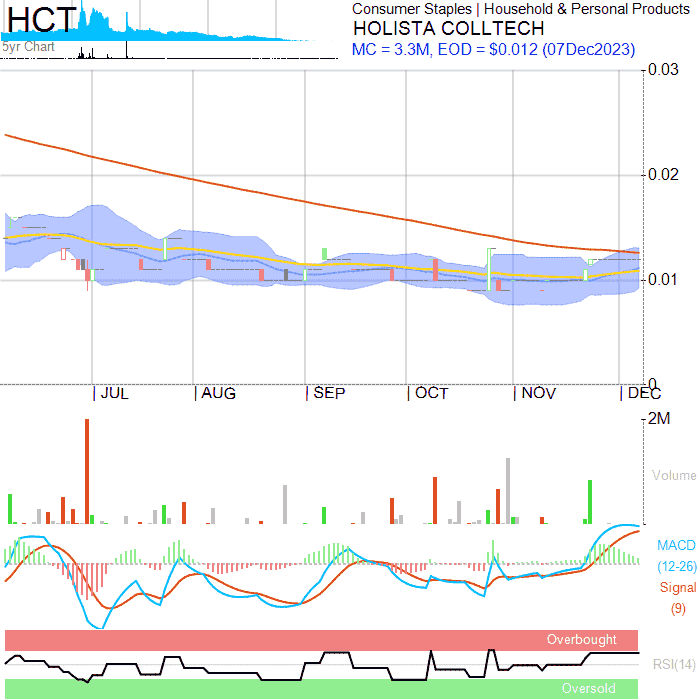 HCT
5yr Chart
Consumer Staples | Household & Personal Products
HOLISTA COLLTECH
MC = 3.3M, EOD = $0.012 (07Dec2023)
0.03
0.02
0.01
0
JUL AUG SEP OCT NOV DEC
2M
Volume
MACD
(12-26)
Signal
(9)
Overbought
RSI(14)
Oversold